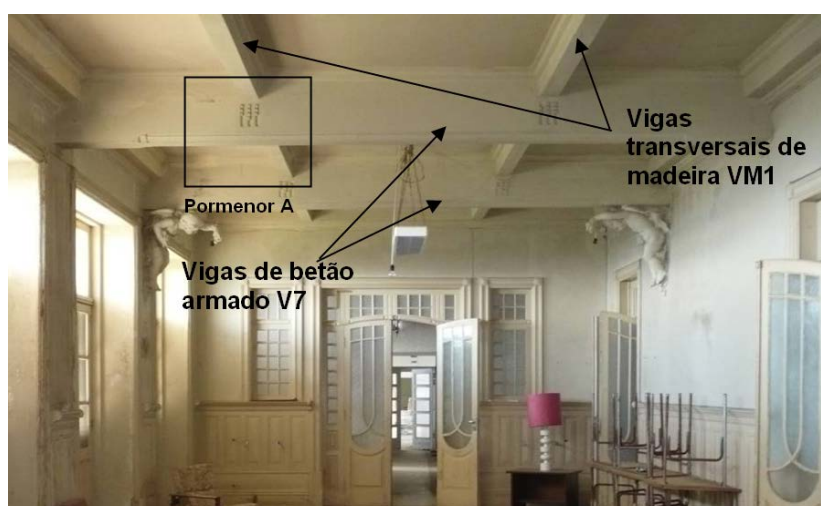 Vigas
transversais de
madeira VM1
Pormenor A
Vigas de betão
armado V7